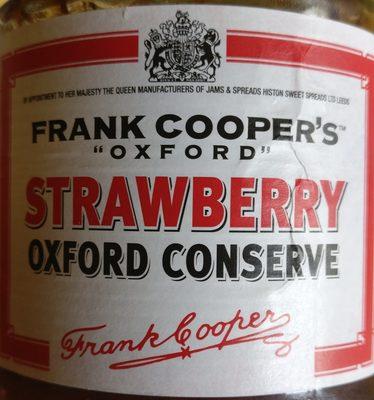 BY APPOINTMENT TO HER MAJESTY THE QUEEN MANUFACTURERS OF JAMS & SPREADS HISTON SWEET SPREADS LTD LEEDS
FRANK COOPER'S™
"OXFORD"
STRAWBERRY
OXFORD CONSERVE
Frank Cooper